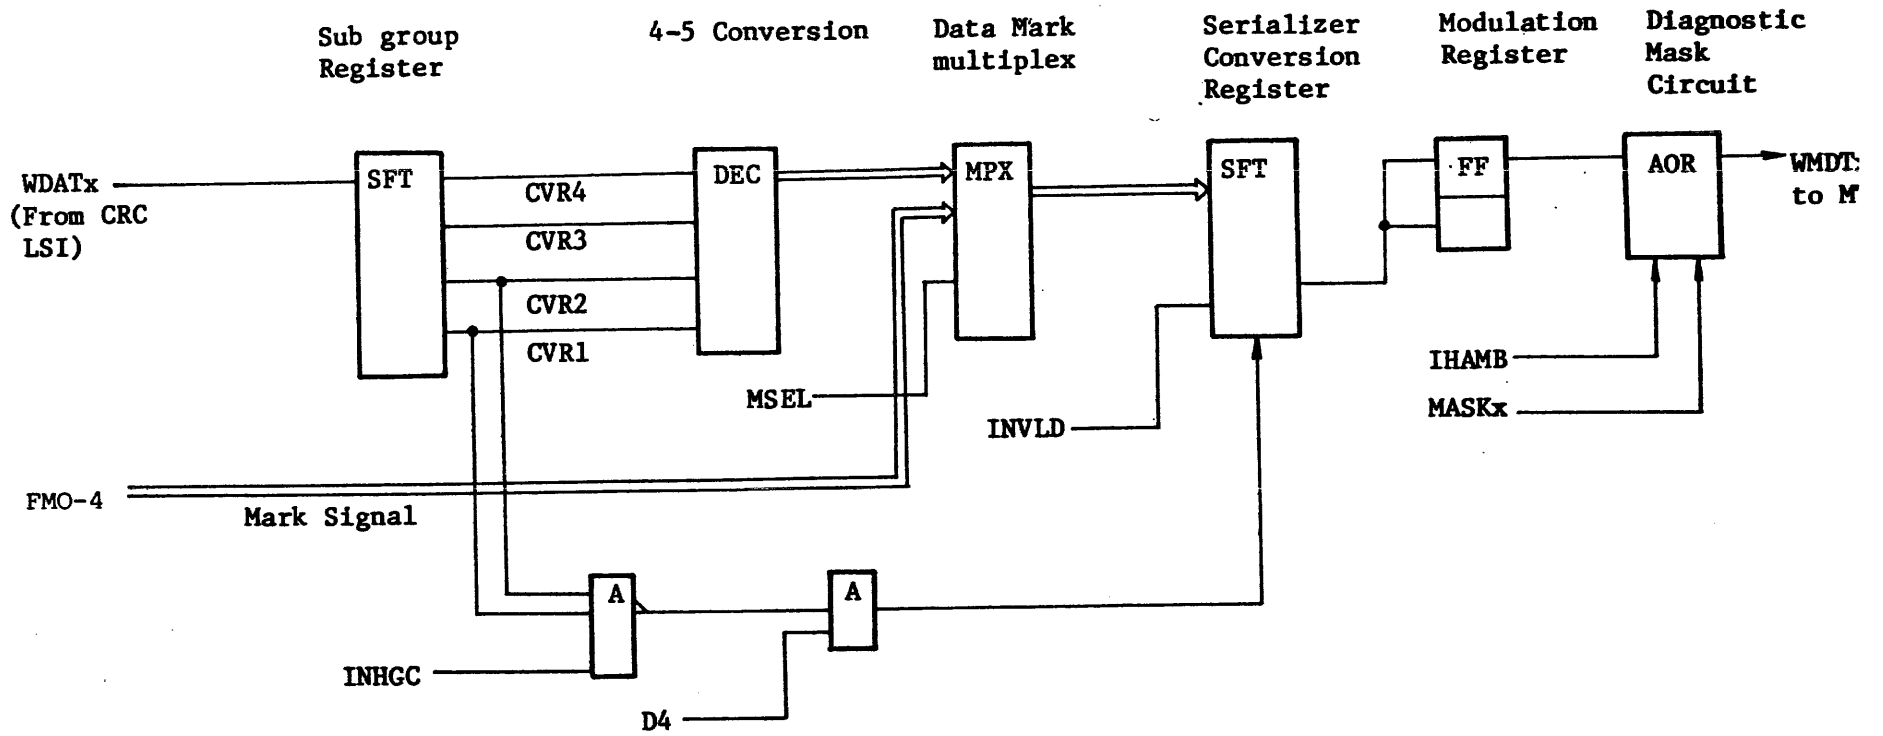 Sub group
Register
4-5 Conversion
Data Mark
multiplex
Serializer
Conversion
Register
Modulation
Register
Diagnostic
Mask
Circuit
WDATx
(From CRC
LSI)
SFT
CVR4
CVR3
CVR2
CVR1
DEC
MPX
SFT
FF
AOR
WMDT
to M
MSEL
INVLD
IHAMB
MASKx
FMO-4
Mark Signal
A
A
INHGC
D4